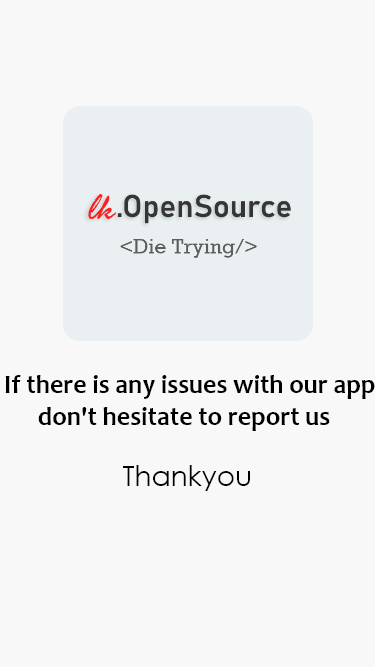 lk.OpenSource
<Die Trying/>
If there is any issues with our app
don't hesitate to report us
Thankyou